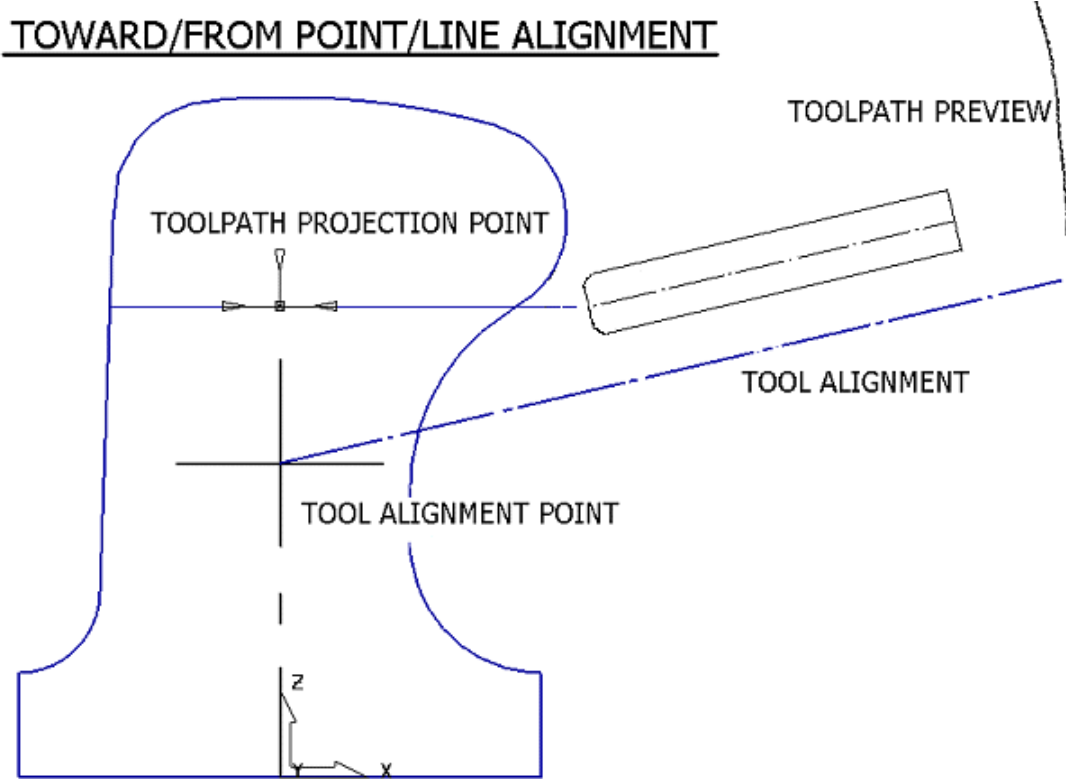 TOWARD/FROM POINT/LINE ALIGNMENT
TOOLPATH PREVIEW
TOOLPATH PROJECTION POINT
TOOL ALIGNMENT
TOOL ALIGNMENT POINT
Z
Y X